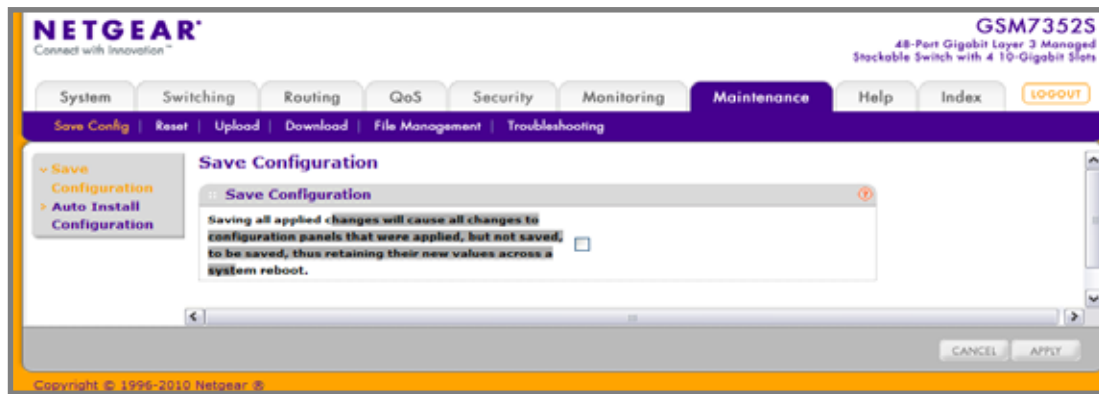 NETGEAR®
Connect with Innovation™
GSM7352S
48-Port Gigabit Layer 3 Managed
Stackable Switch with 4 10-Gigabit Slots
System Switching Routing QoS Security Monitoring Maintenance Help Index LOGOUT
Save Config | Reset | Upload | Download | File Management | Troubleshooting
Save Configuration
Auto Install Configuration
Save Configuration
Save Configuration
Saving all applied changes will cause all changes to
configuration panels that were applied, but not saved,
to be saved, thus retaining their new values across a
system reboot.
CANCEL APPLY
Copyright © 1996-2010 Netgear ®